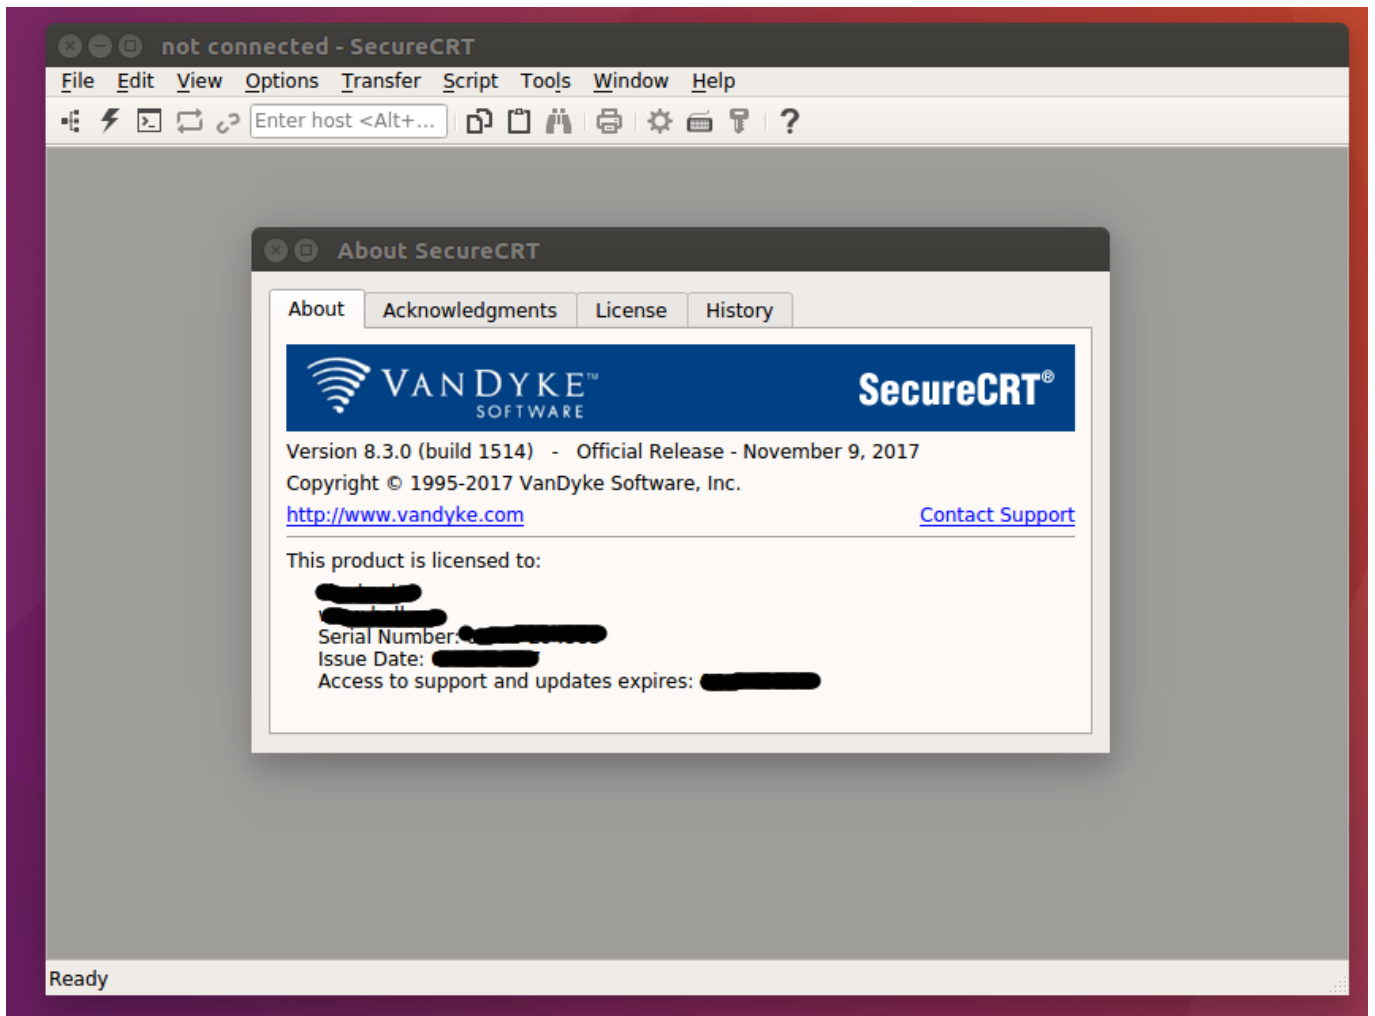 not connected - SecureCRT
File Edit View Options Transfer Script Tools Window Help
Enter host <Alt+... ?
About SecureCRT
About Acknowledgments License History
VANDYKE™ SecureCRT®
SOFTWARE
Version 8.3.0 (build 1514) - Official Release - November 9, 2017
Copyright © 1995-2017 VanDyke Software, Inc.
http://www.vandyke.com Contact Support
This product is licensed to:
Serial Number:
Issue Date:
Access to support and updates expires:
Ready